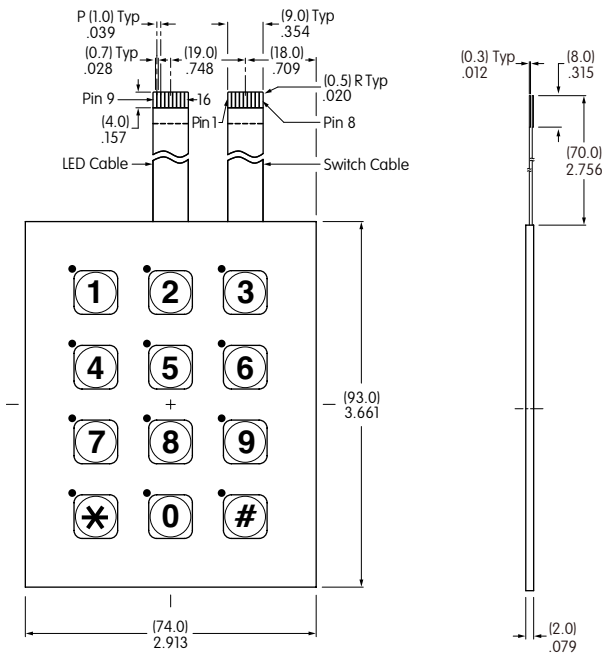 P (1.0) Typ
.039
(9.0) Typ
.354
(0.7) Typ
.028
(19.0)
.748
(18.0)
.709
(0.5) R Typ
.020
Pin 9
16
Pin1
Pin 8
(4.0)
.157
LED Cable
Switch Cable
(0.3) Typ
.012
(8.0)
.315
(70.0)
2.756
1 2 3
4 5 6
7 8 9
* 0 #
(93.0)
3.661
(74.0)
2.913
(2.0)
.079